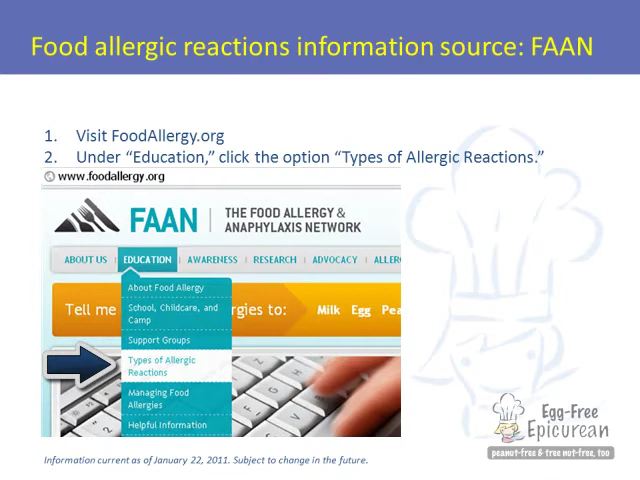 Food allergic reactions information source: FAAN
1. Visit FoodAllergy.org
2. Under “Education,” click the option “Types of Allergic Reactions.”
www.foodallergy.org
FAAN
THE FOOD ALLERGY &
ANAPHYLAXIS NETWORK
ABOUT US EDUCATION AWARENESS RESEARCH ADVOCACY ALLER
About Food Allergy
School, Childcare, and
Camp
Support Groups
Types of Allergic
Reactions
Managing Food
Allergies
Helpful Information
Tell me rgies to: Milk Egg Pea
Egg-Free
Epicurean
peanut-free & tree nut-free, too
Information current as of January 22, 2011. Subject to change in the future.